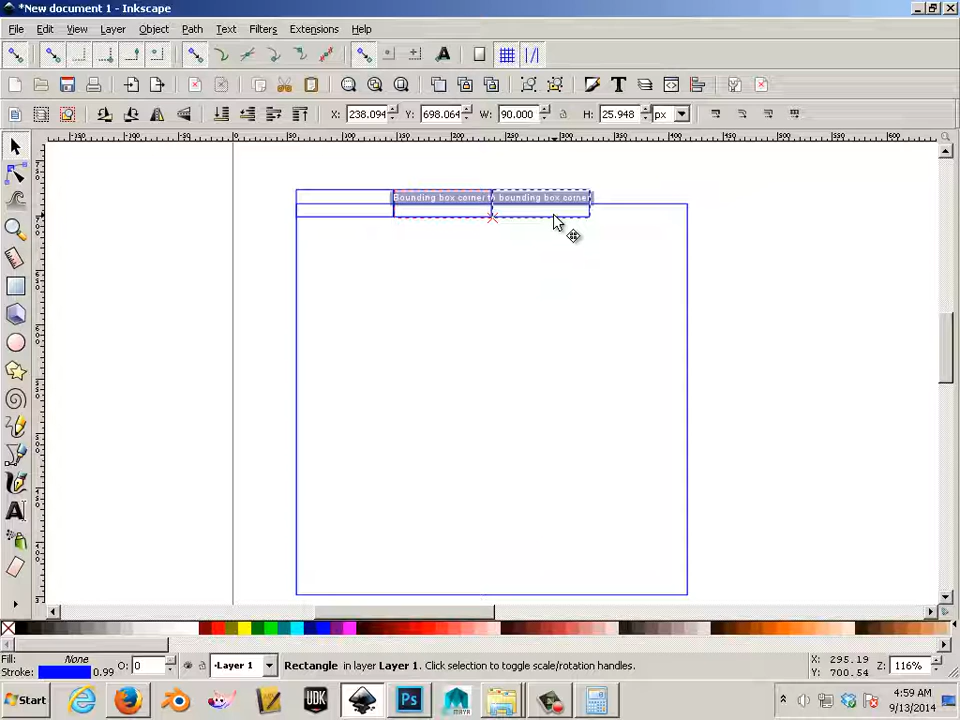 *New document 1 - Inkscape
File Edit View Layer Object Path Text Filters Extensions Help
X: 238.094 Y: 698.064 W: 90.000 H: 25.948 px
Bounding box corner to bounding box corner
Fill: None
Stroke: 0.99
O: 0
Layer 1
Rectangle in layer Layer 1. Click selection to toggle scale/rotation handles.
X: 295.19
Y: 700.54
Z: 116%
Start
UDK
Ps
MAYA
4:59 AM
9/13/2014